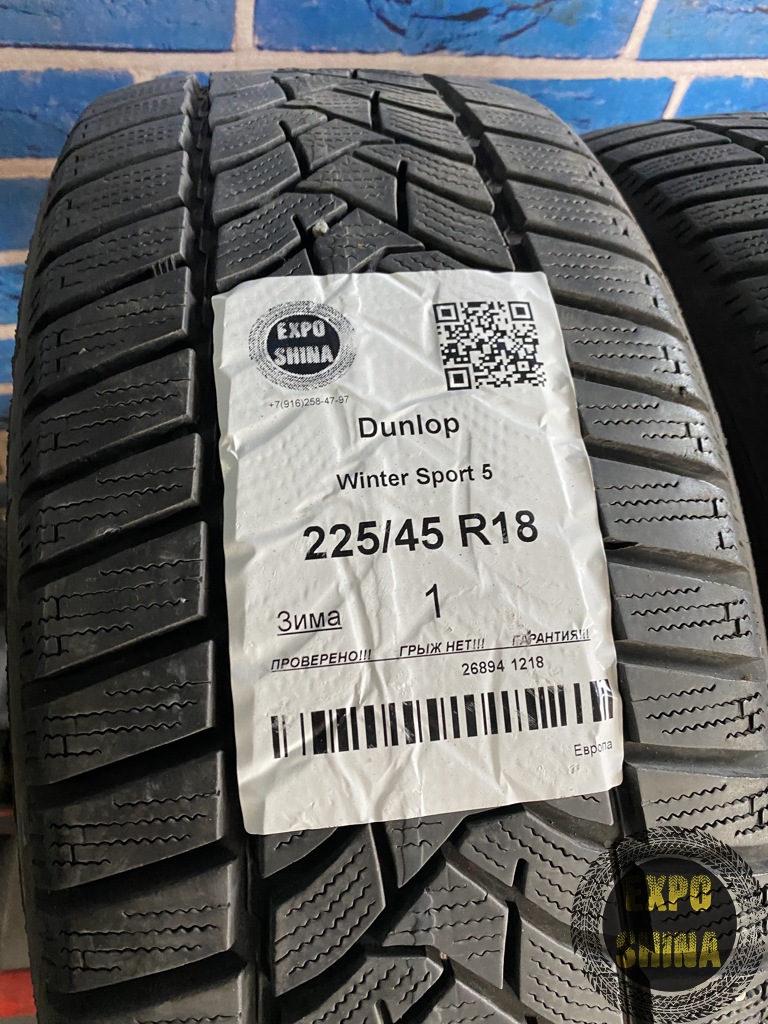 EXPO
SHINA
+7(916)258-47-97
Dunlop
Winter Sport 5
225/45 R18
Зима 1
ПРОВЕРЕНО!!! ГРЫЖ НЕТ!!! ГАРАНТИЯ!!!
26894 1218
Европа
EXPO
SHINA